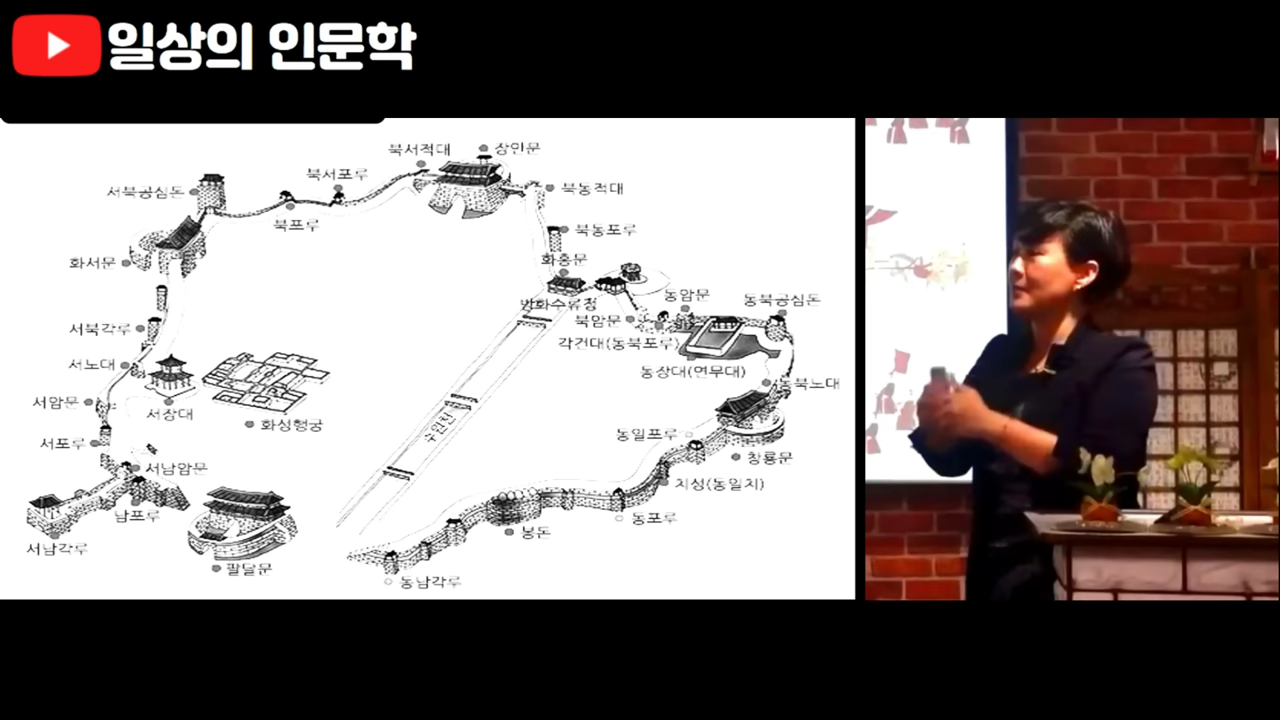 일상의 인문학
북서적대
장안문
서북공심돈
북서포루
북동적대
북포루
북동포루
화서문
화홍문
방화수류정
동암문
동북공심돈
북암문
서북각루
각건대(동북포루)
서노대
동장대(연무대)
동북노대
서암문
서장대
화성행궁
수원천
동일포루
서포루
창룡문
서남암문
치성(동일치)
남포루
동포루
봉돈
서남각루
팔달문
동남각루